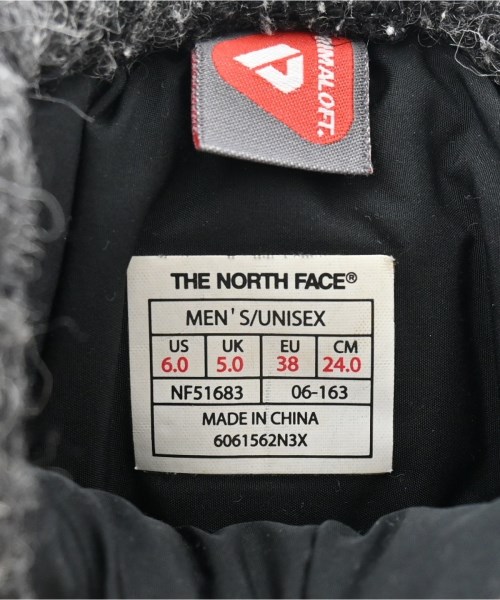 RIMALOFT.
THE NORTH FACE®
MEN'S/UNISEX
US UK EU CM
6.0 5.0 38 24.0
NF51683 06-163
MADE IN CHINA
6061562N3X